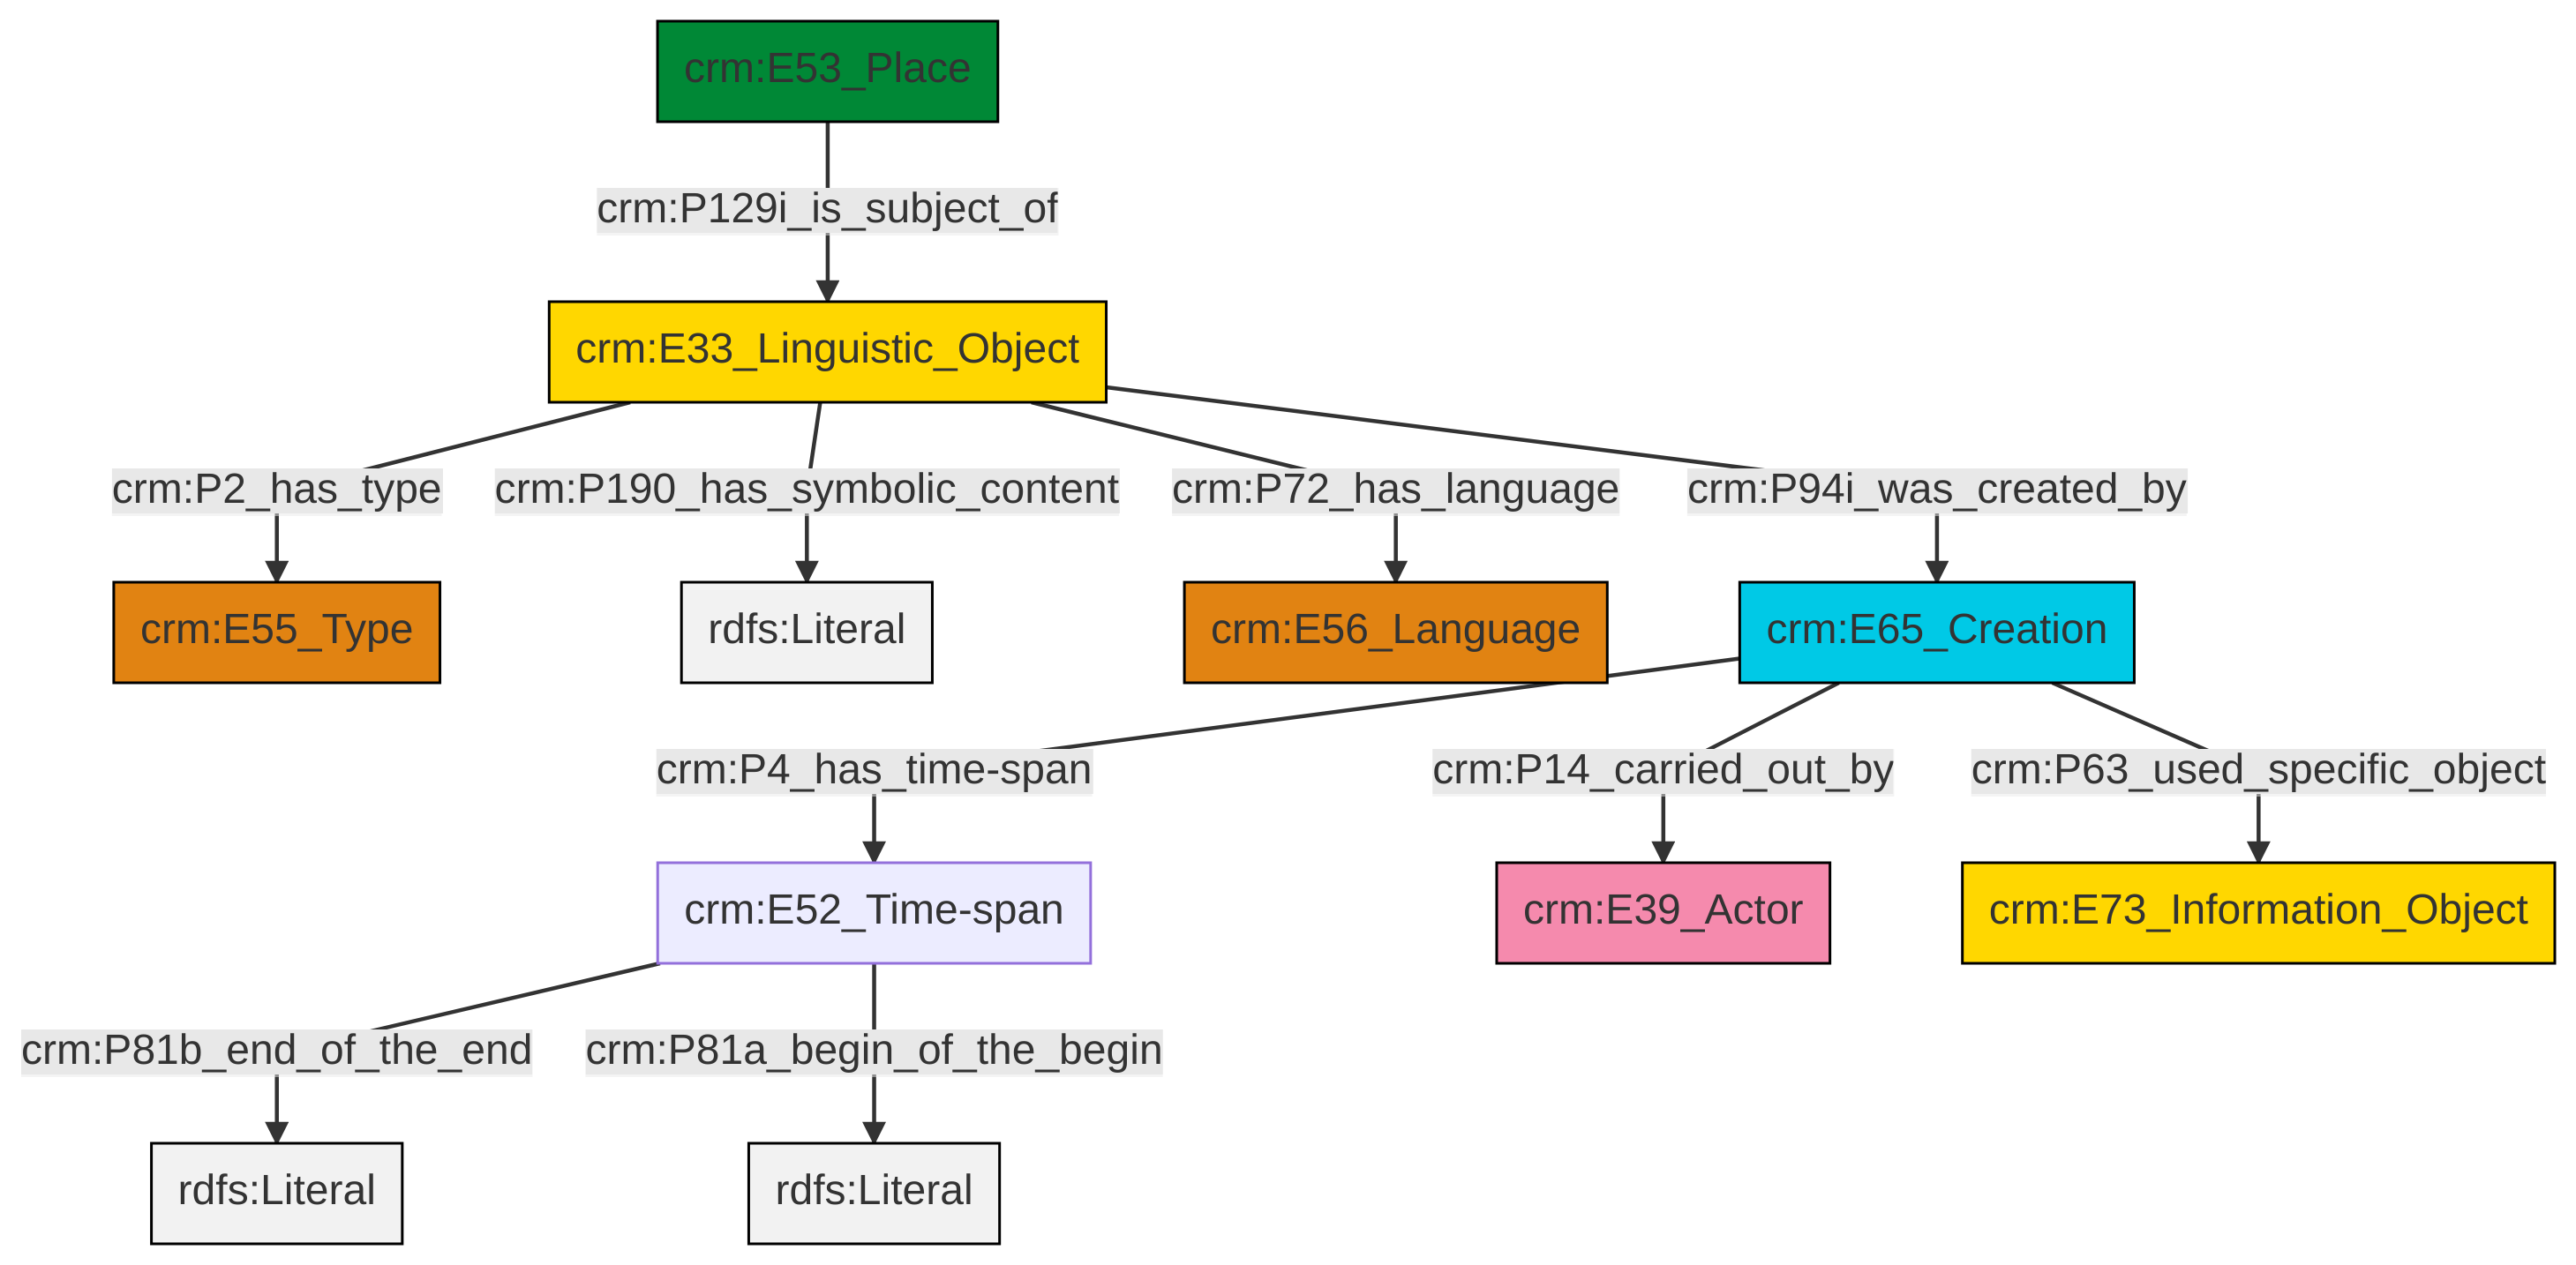 crm:E53_Place
crm:P129i_is_subject_of
crm:E33_Linguistic_Object
crm:P2_has_type
crm:P190_has_symbolic_content
crm:P72_has_language
crm:P94i_was_created_by
crm:E55_Type
rdfs:Literal
crm:E56_Language
crm:E65_Creation
crm:P4_has_time-span
crm:P14_carried_out_by
crm:P63_used_specific_object
crm:E52_Time-span
crm:E39_Actor
crm:E73_Information_Object
crm:P81b_end_of_the_end
crm:P81a_begin_of_the_begin
rdfs:Literal
rdfs:Literal